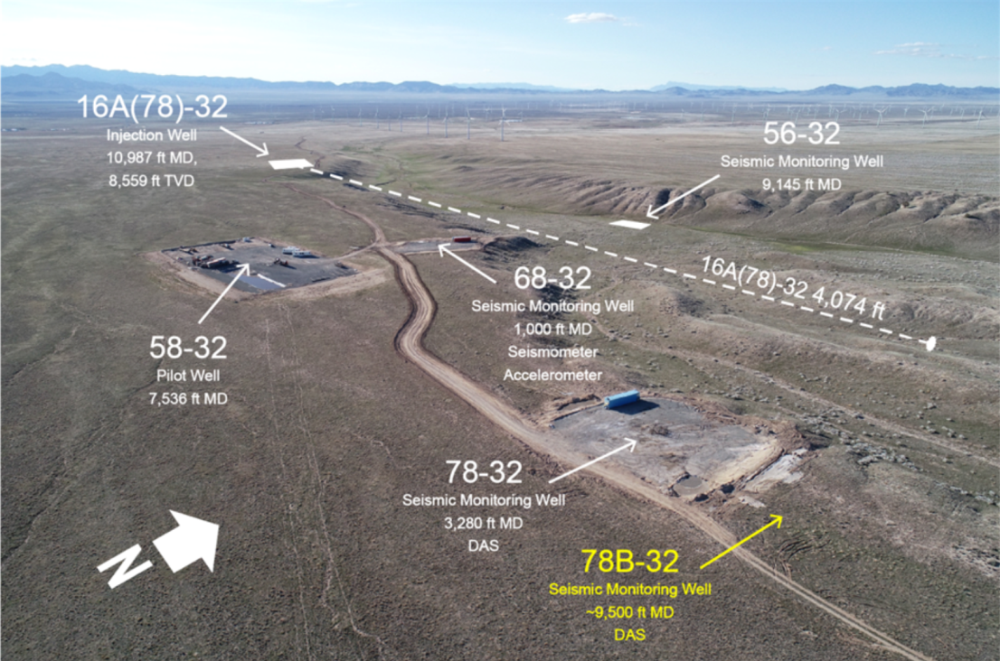 16A(78)-32
Injection Well
10,987 ft MD,
8,559 ft TVD
56-32
Seismic Monitoring Well
9,145 ft MD
16A(78)-32 4,074 ft
68-32
Seismic Monitoring Well
1,000 ft MD
Seismometer
Accelerometer
58-32
Pilot Well
7,536 ft MD
78-32
Seismic Monitoring Well
3,280 ft MD
DAS
78B-32
Seismic Monitoring Well
~9,500 ft MD
DAS
N